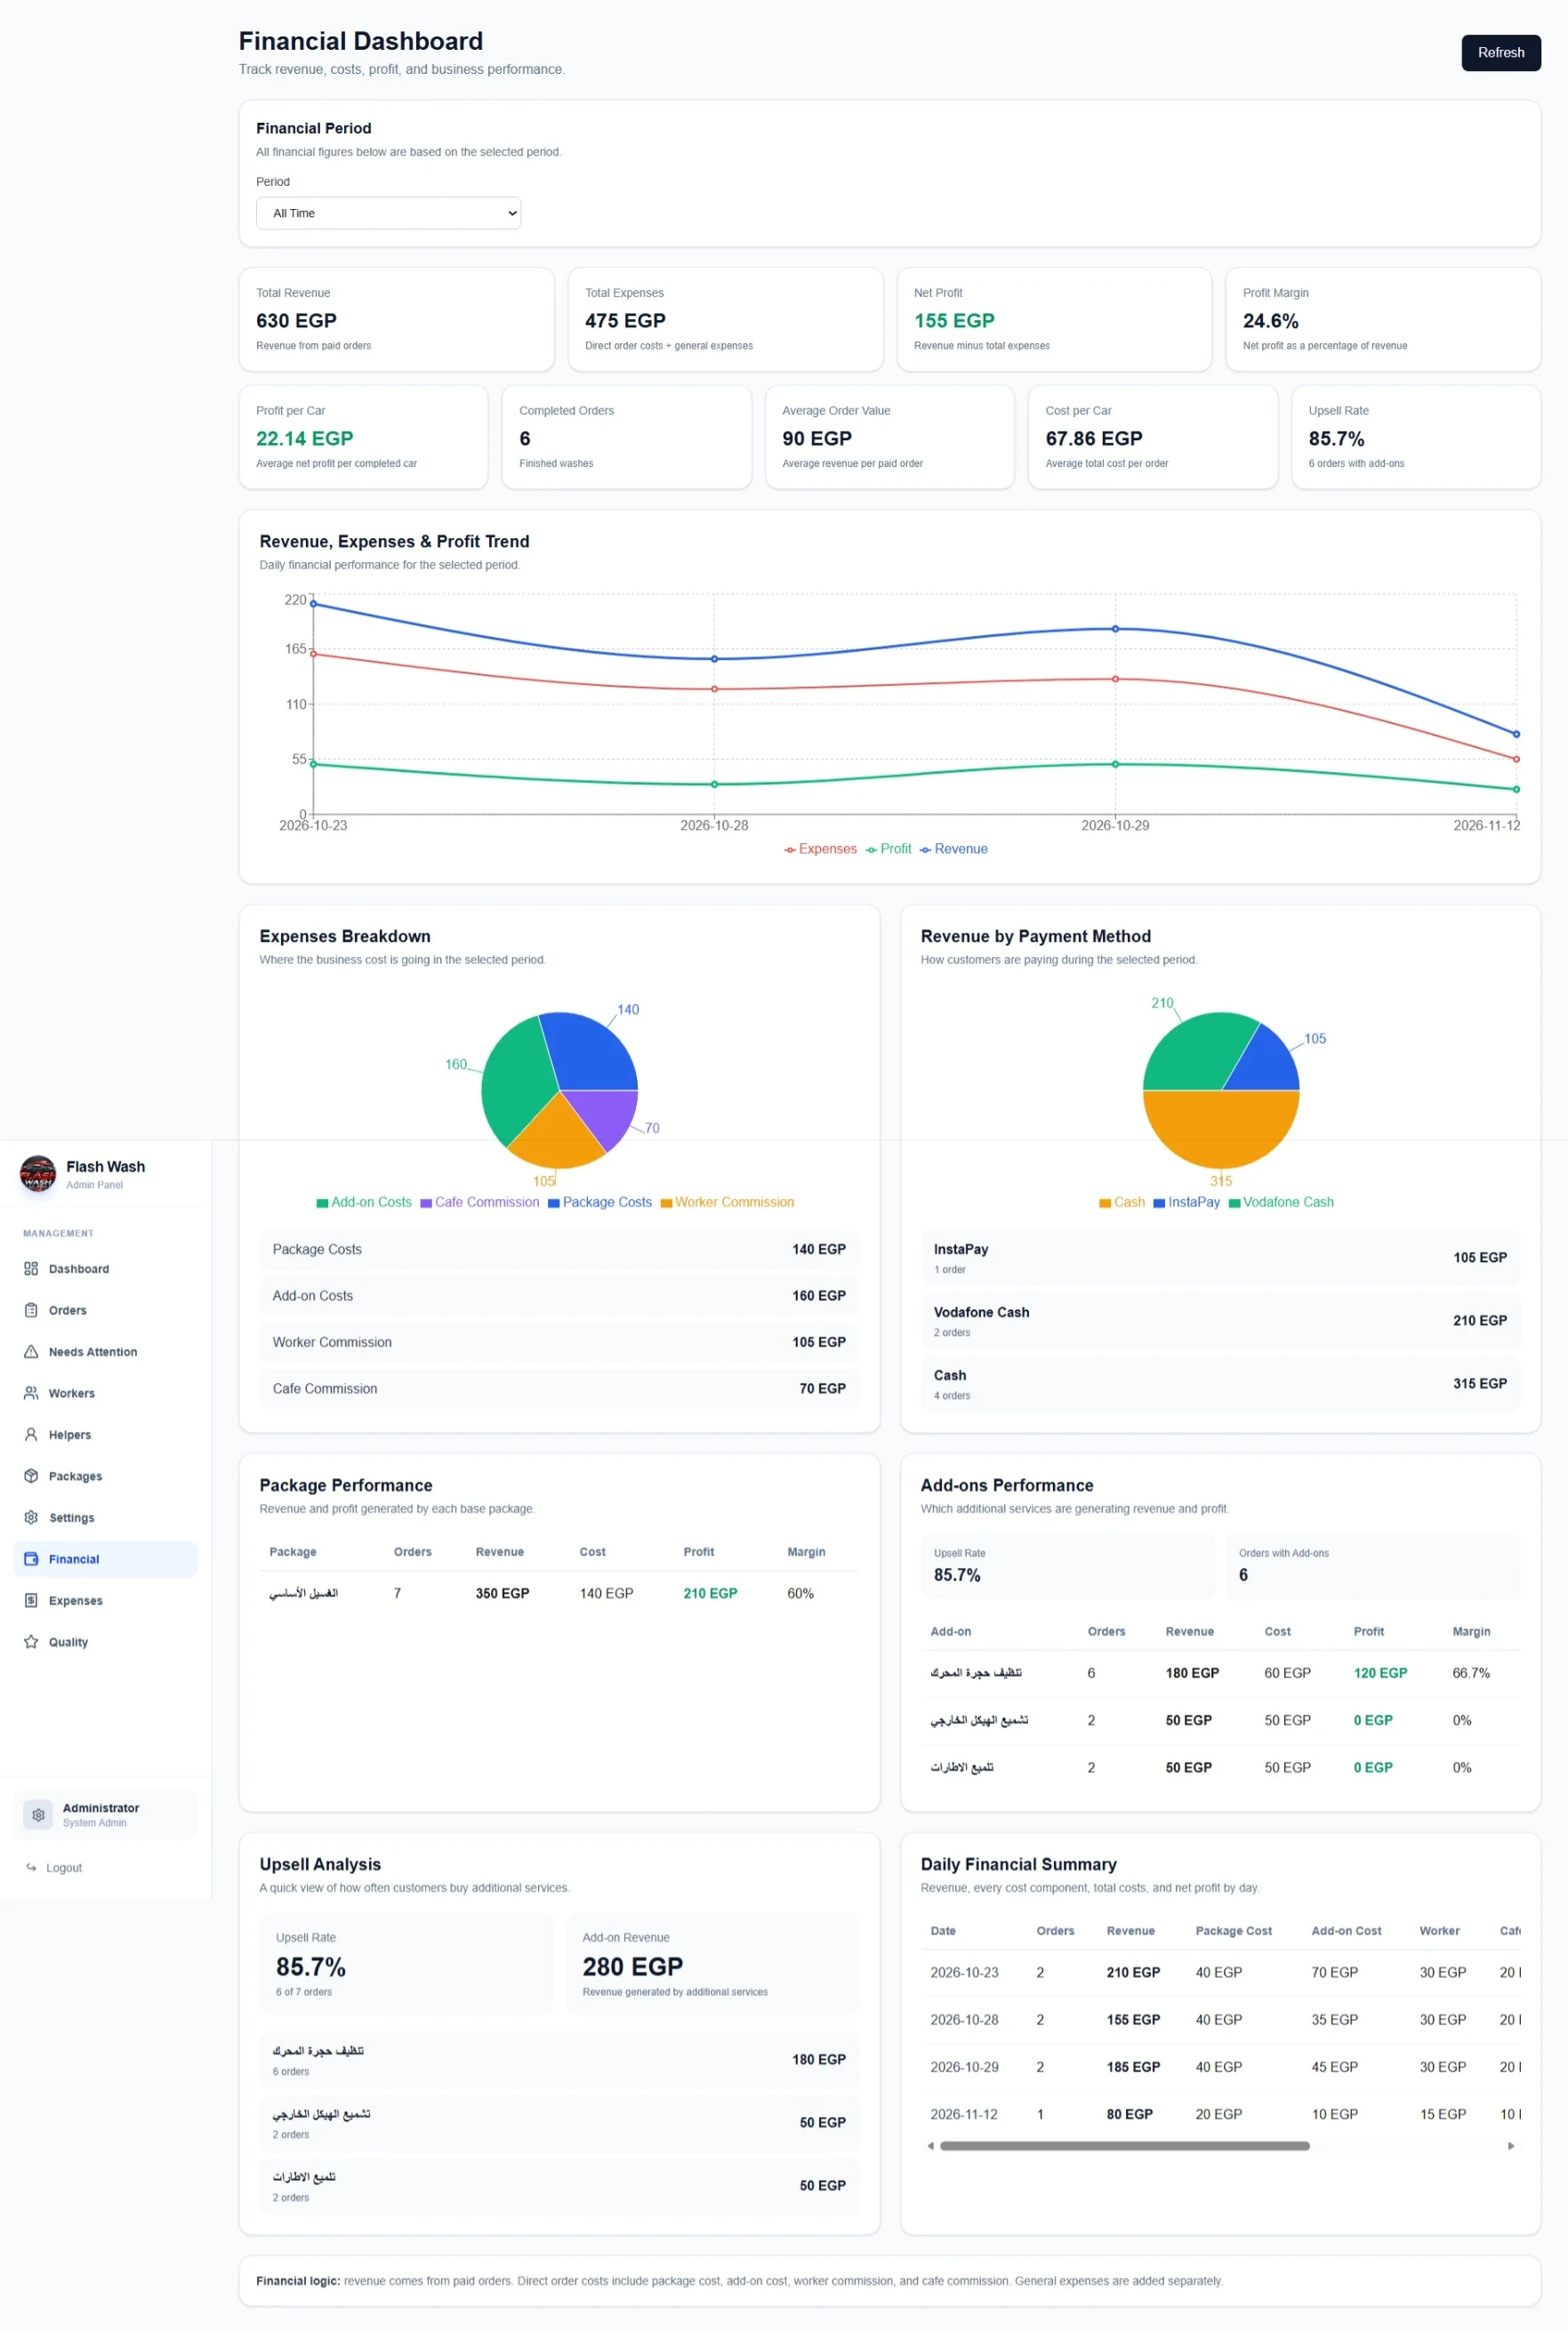 Financial Dashboard
Track revenue, costs, profit, and business performance.
Refresh
Financial Period
All financial figures below are based on the selected period.
Period
All Time
Total Revenue
630 EGP
Revenue from paid orders
Total Expenses
475 EGP
Direct order costs + general expenses
Net Profit
155 EGP
Revenue minus total expenses
Profit Margin
24.6%
Net profit as a percentage of revenue
Profit per Car
22.14 EGP
Average net profit per completed car
Completed Orders
6
Finished washes
Average Order Value
90 EGP
Average revenue per paid order
Cost per Car
67.86 EGP
Average total cost per order
Upsell Rate
85.7%
6 orders with add-ons
Revenue, Expenses & Profit Trend
Daily financial performance for the selected period.
220
165
110
55
0
2026-10-23 2026-10-28 2026-10-29 2026-11-12
Expenses Profit Revenue
Expenses Breakdown
Where the business cost is going in the selected period.
140
160
70
105
Add-on Costs Cafe Commission Package Costs Worker Commission
Package Costs 140 EGP
Add-on Costs 160 EGP
Worker Commission 105 EGP
Cafe Commission 70 EGP
Revenue by Payment Method
How customers are paying during the selected period.
210
105
315
Cash InstaPay Vodafone Cash
InstaPay
1 order
105 EGP
Vodafone Cash
2 orders
210 EGP
Cash
4 orders
315 EGP
FLASH
WASH
Flash Wash
Admin Panel
MANAGEMENT
Dashboard
Orders
Needs Attention
Workers
Helpers
Packages
Settings
Financial
Expenses
Quality
Administrator
System Admin
Logout
Package Performance
Revenue and profit generated by each base package.
Package Orders Revenue Cost Profit Margin
الغسيل الأساسي 7 350 EGP 140 EGP 210 EGP 60%
Add-ons Performance
Which additional services are generating revenue and profit.
Upsell Rate
85.7%
Orders with Add-ons
6
Add-on Orders Revenue Cost Profit Margin
تنظيف حجرة المحرك 6 180 EGP 60 EGP 120 EGP 66.7%
تشميع الهيكل الخارجي 2 50 EGP 50 EGP 0 EGP 0%
تلميع الاطارات 2 50 EGP 50 EGP 0 EGP 0%
Upsell Analysis
A quick view of how often customers buy additional services.
Upsell Rate
85.7%
6 of 7 orders
Add-on Revenue
280 EGP
Revenue generated by additional services
تنظيف حجرة المحرك
6 orders
180 EGP
تشميع الهيكل الخارجي
2 orders
50 EGP
تلميع الاطارات
2 orders
50 EGP
Daily Financial Summary
Revenue, every cost component, total costs, and net profit by day.
Date Orders Revenue Package Cost Add-on Cost Worker
2026-10-23 2 210 EGP 40 EGP 70 EGP 30 EGP 20
2026-10-28 2 155 EGP 40 EGP 35 EGP 30 EGP 20
2026-10-29 2 185 EGP 40 EGP 45 EGP 30 EGP 20
2026-11-12 1 80 EGP 20 EGP 10 EGP 15 EGP 10
Financial logic: revenue comes from paid orders. Direct order costs include package cost, add-on cost, worker commission, and cafe commission. General expenses are added separately.